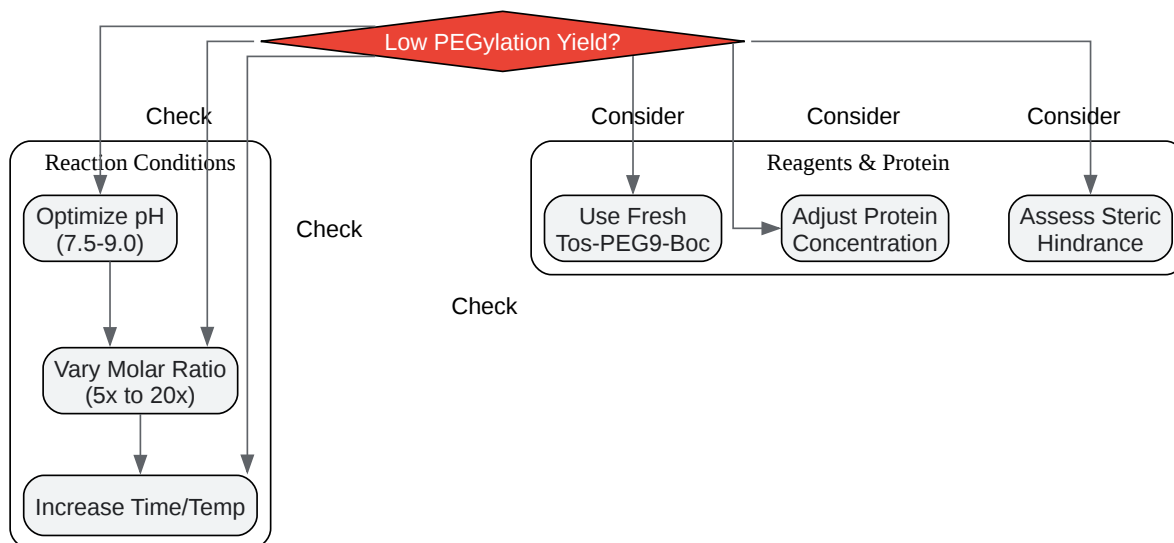 Low PEGylation Yield?
Check
Consider
Consider
Consider
Reaction Conditions
Reagents & Protein
Optimize pH
(7.5-9.0)
Use Fresh
Tos-PEG9-Boc
Adjust Protein
Concentration
Assess Steric
Hindrance
Check
Check
Vary Molar Ratio
(5x to 20x)
Increase Time/Temp